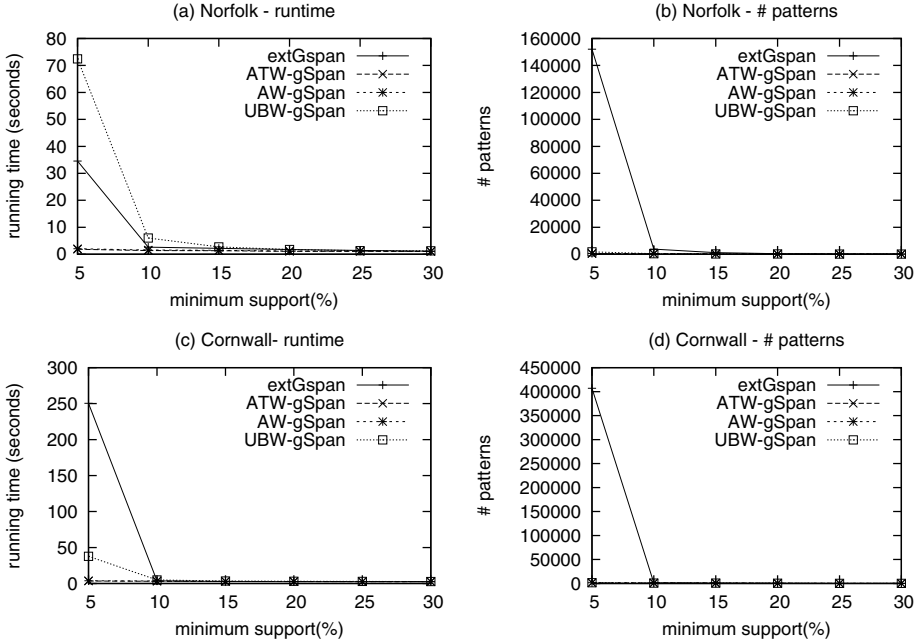 (a) Norfolk - runtime
80
70
60
50
40
30
20
10
0
running time (seconds)
extGspan
ATW-gSpan
AW-gSpan
UBW-gSpan
5 10 15 20 25 30
minimum support(%)
(b) Norfolk - # patterns
160000
140000
120000
100000
80000
60000
40000
20000
0
# patterns
extGspan
ATW-gSpan
AW-gSpan
UBW-gSpan
5 10 15 20 25 30
minimum support(%)
(c) Cornwall- runtime
300
250
200
150
100
50
0
running time (seconds)
extGspan
ATW-gSpan
AW-gSpan
UBW-gSpan
5 10 15 20 25 30
minimum support(%)
(d) Cornwall - # patterns
450000
400000
350000
300000
250000
200000
150000
100000
50000
0
# patterns
extGspan
ATW-gSpan
AW-gSpan
UBW-gSpan
5 10 15 20 25 30
minimum support(%)